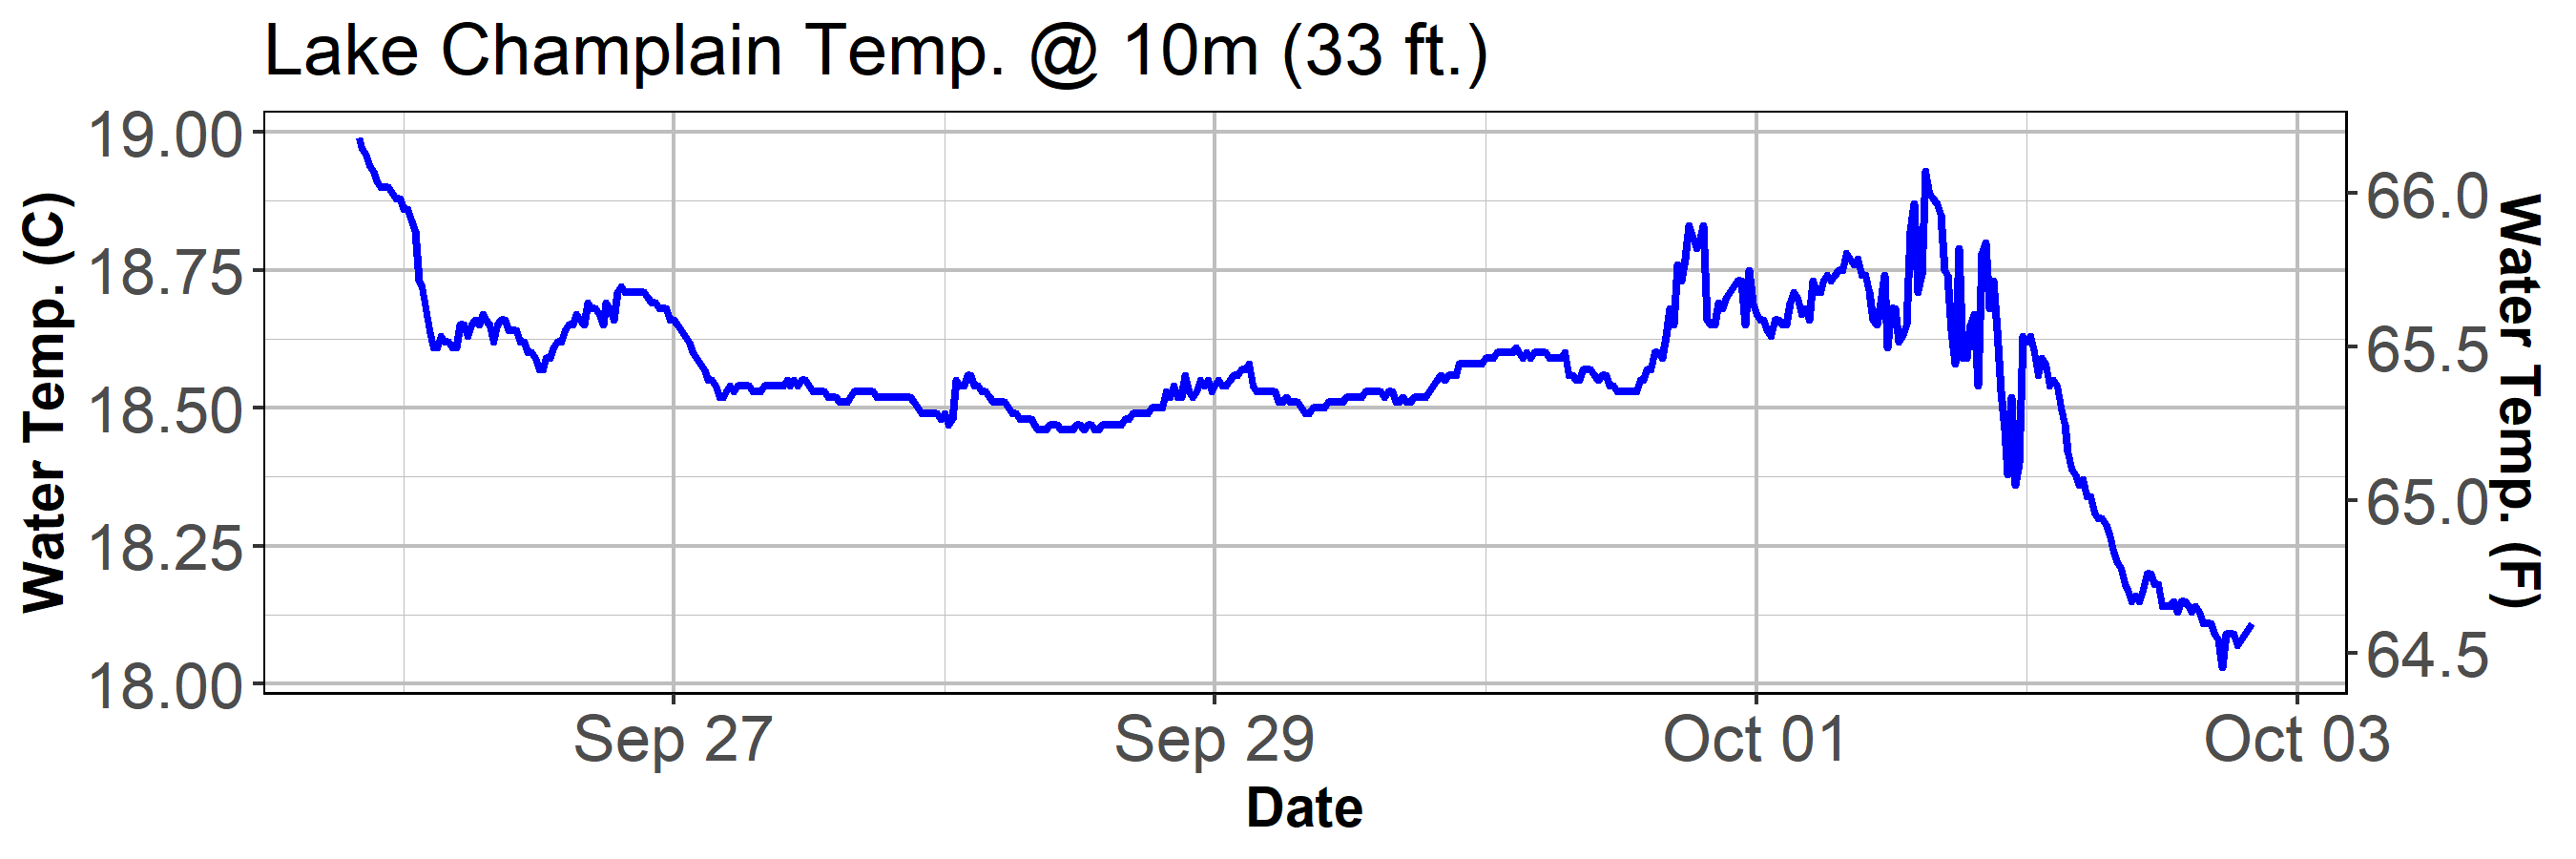 Lake Champlain Temp. @ 10m (33 ft.)
Water Temp. (C)
19.00
18.75
18.50
18.25
18.00
66.0
65.5
65.0
64.5
Water Temp. (F)
Sep 27 Sep 29 Oct 01 Oct 03
Date